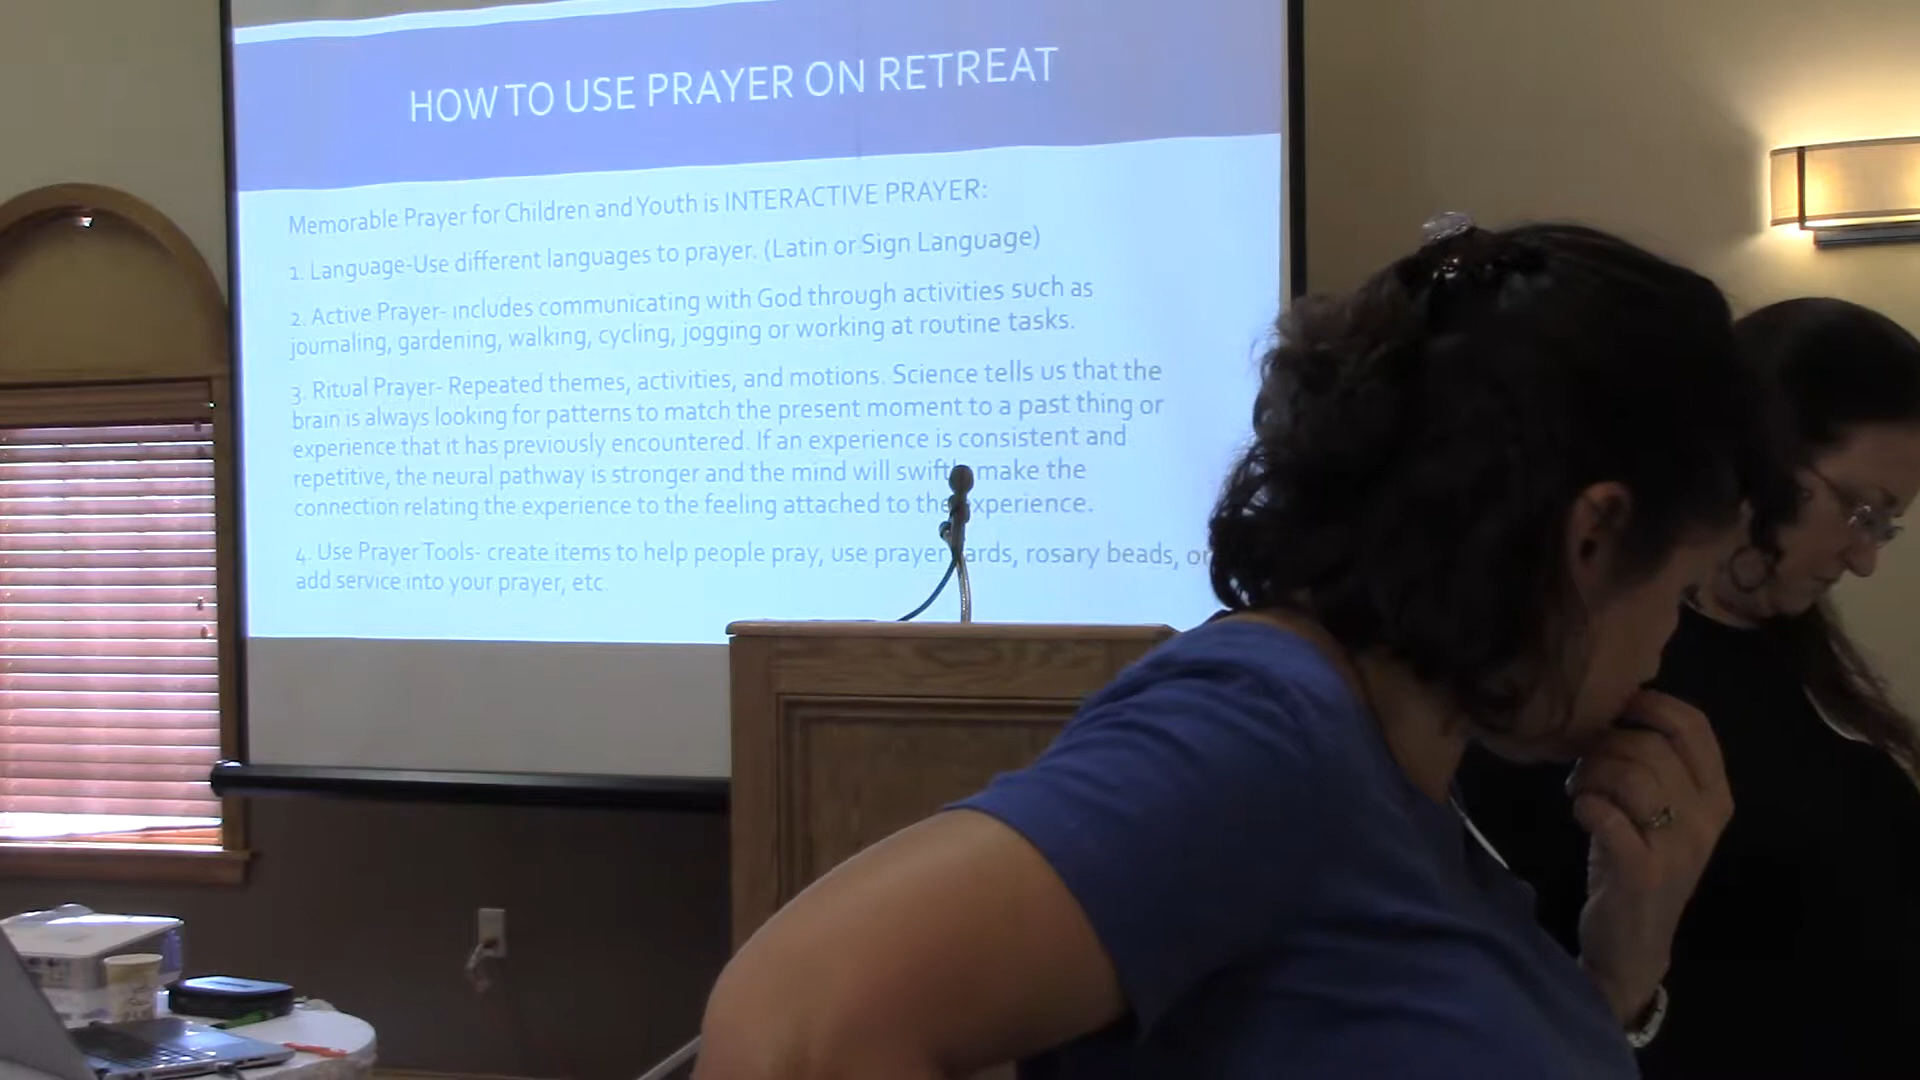 HOW TO USE PRAYER ON RETREAT
Memorable Prayer for Children and Youth is INTERACTIVE PRAYER:
1. Language-Use different languages to prayer. (Latin or Sign Language)
2. Active Prayer- includes communicating with God through activities such as
journaling, gardening, walking, cycling, jogging or working at routine tasks.
3. Ritual Prayer- Repeated themes, activities, and motions. Science tells us that the
brain is always looking for patterns to match the present moment to a past thing or
experience that it has previously encountered. If an experience is consistent and
repetitive, the neural pathway is stronger and the mind will swiftly make the
connection relating the experience to the feeling attached to the experience.
4. Use Prayer Tools- create items to help people pray, use prayer cards, rosary beads, or
add service into your prayer, etc.